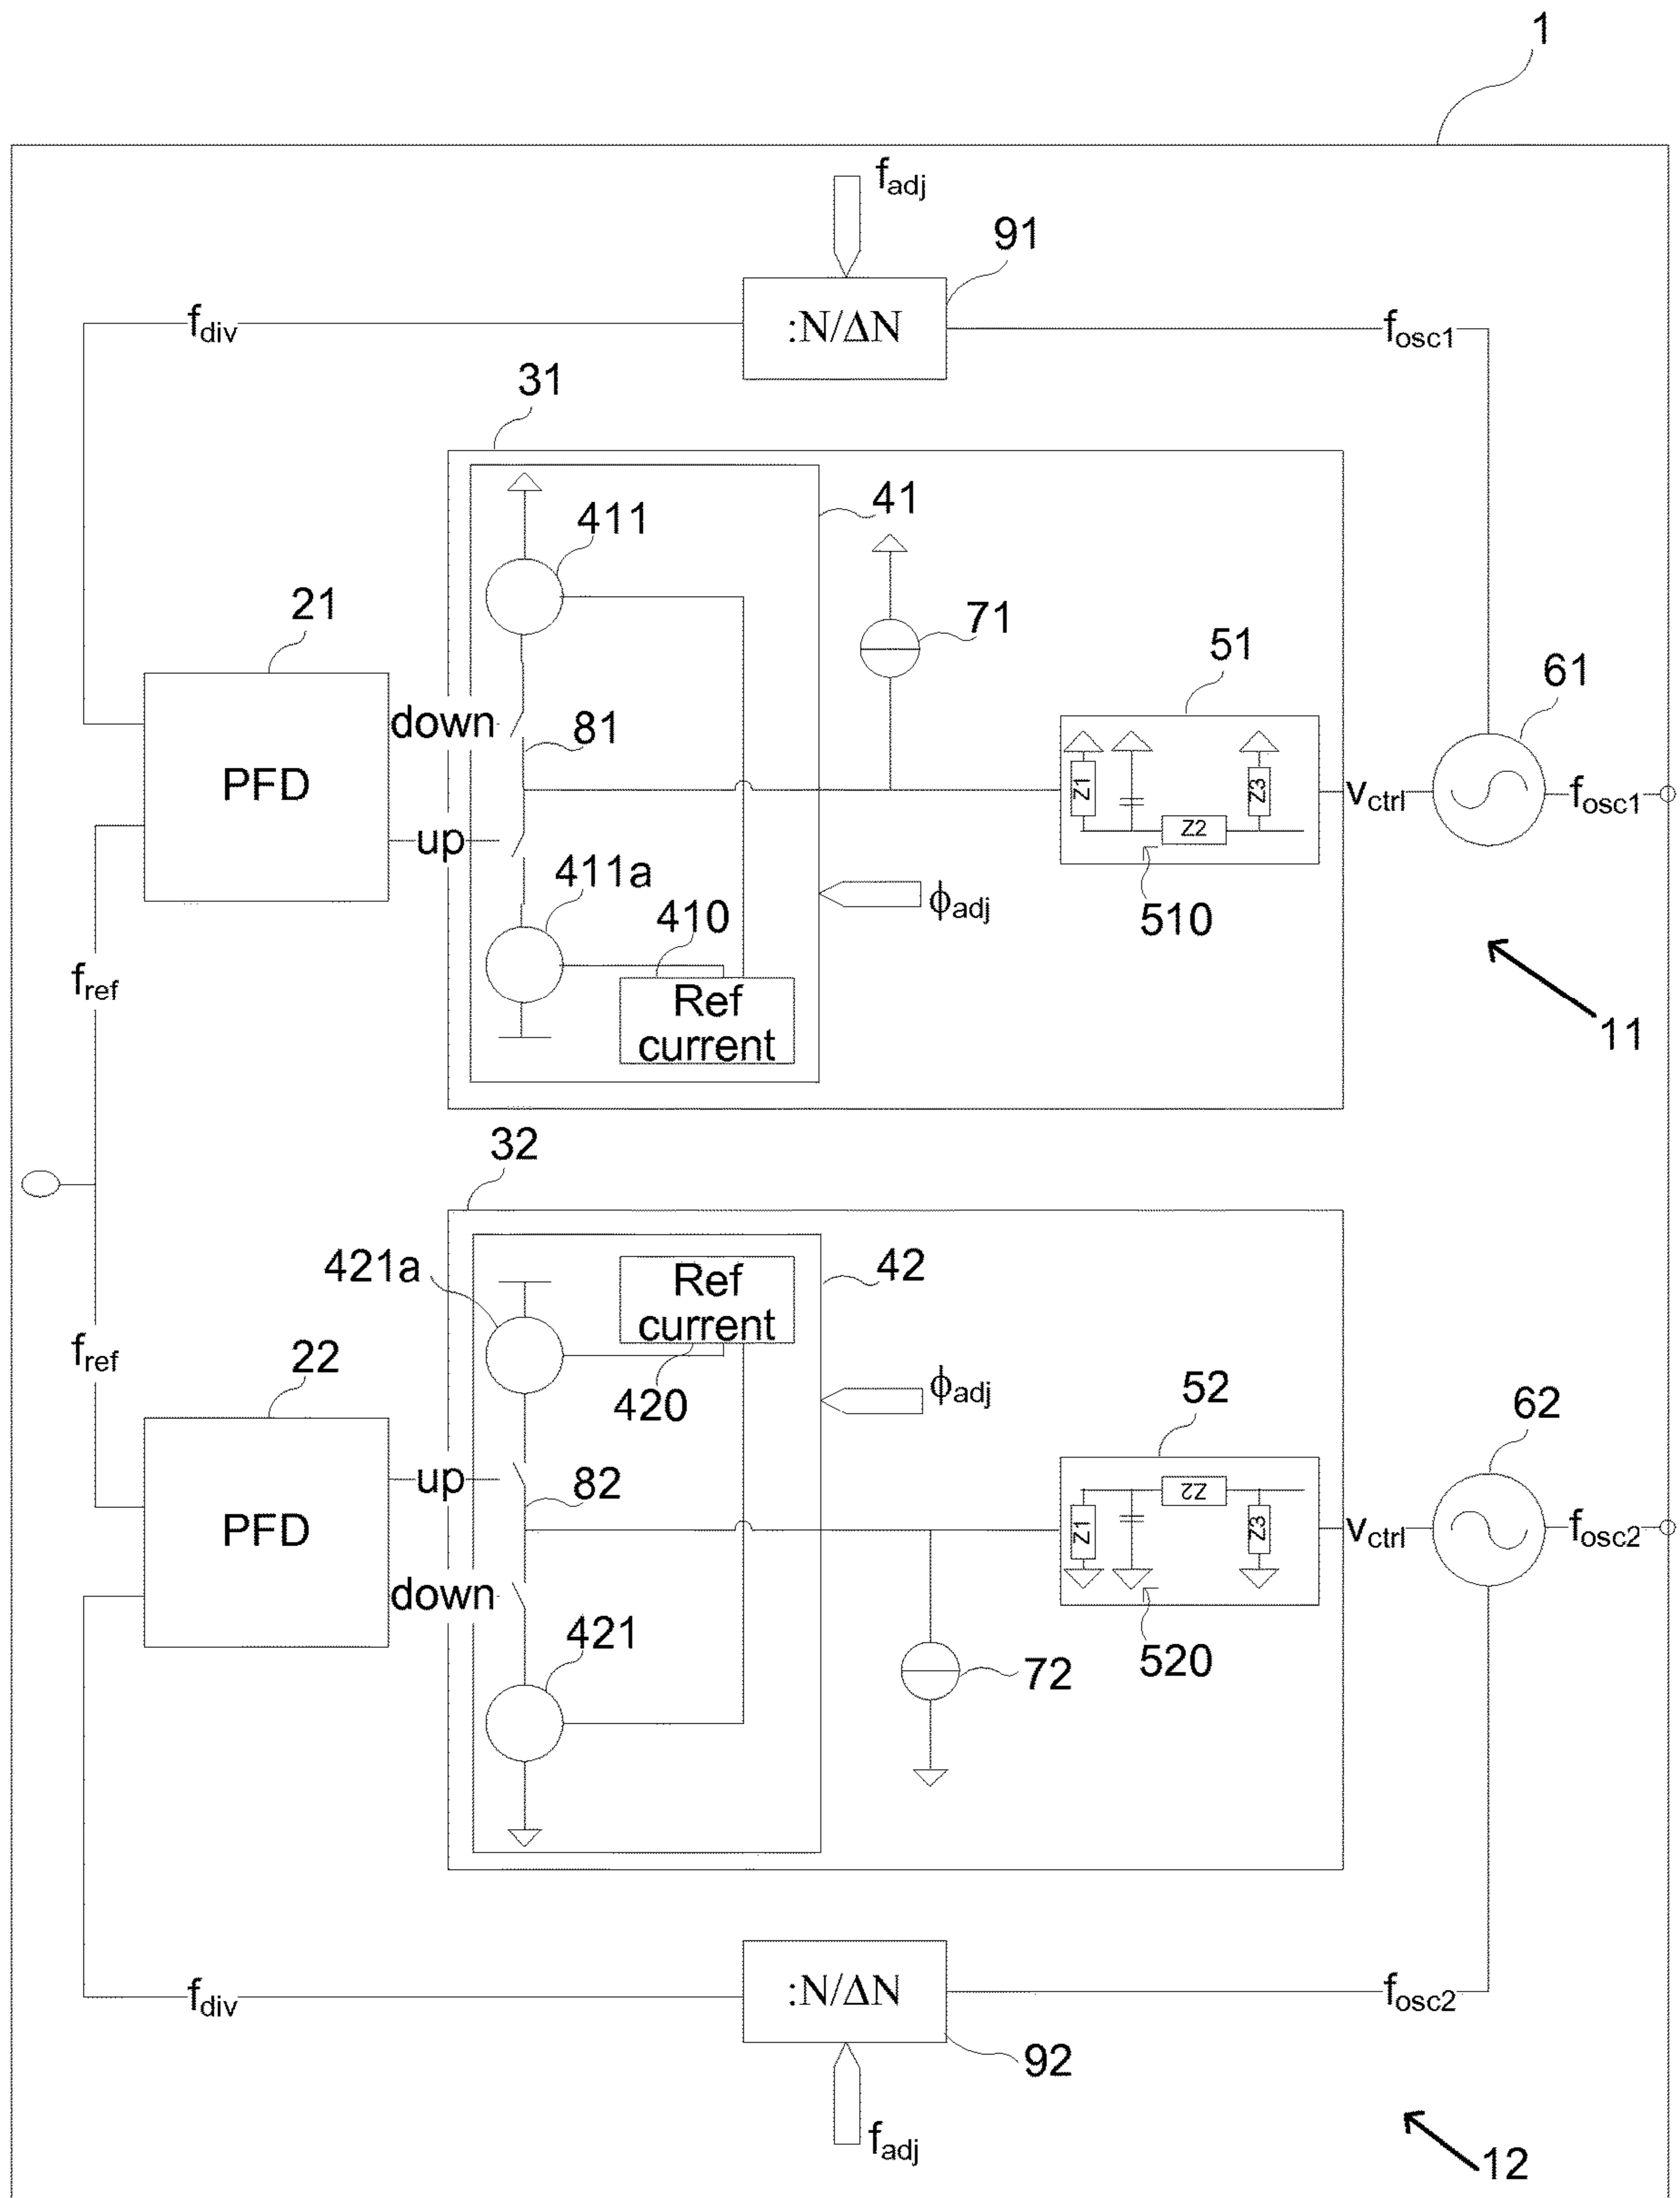 1
f_adj
91
:N/ΔN
f_div
f_osc1
31
41
411
71
21
51
61
down
81
PFD
Z1
Z3
Z2
v_ctrl
f_osc1
up
411a
ϕ_adj
510
410
f_ref
Ref
current
11
32
421a
Ref
current
42
f_ref
22
420
ϕ_adj
52
62
up
82
Z2
PFD
Z1
Z3
v_ctrl
f_osc2
down
421
72
520
f_div
:N/ΔN
f_osc2
92
f_adj
12